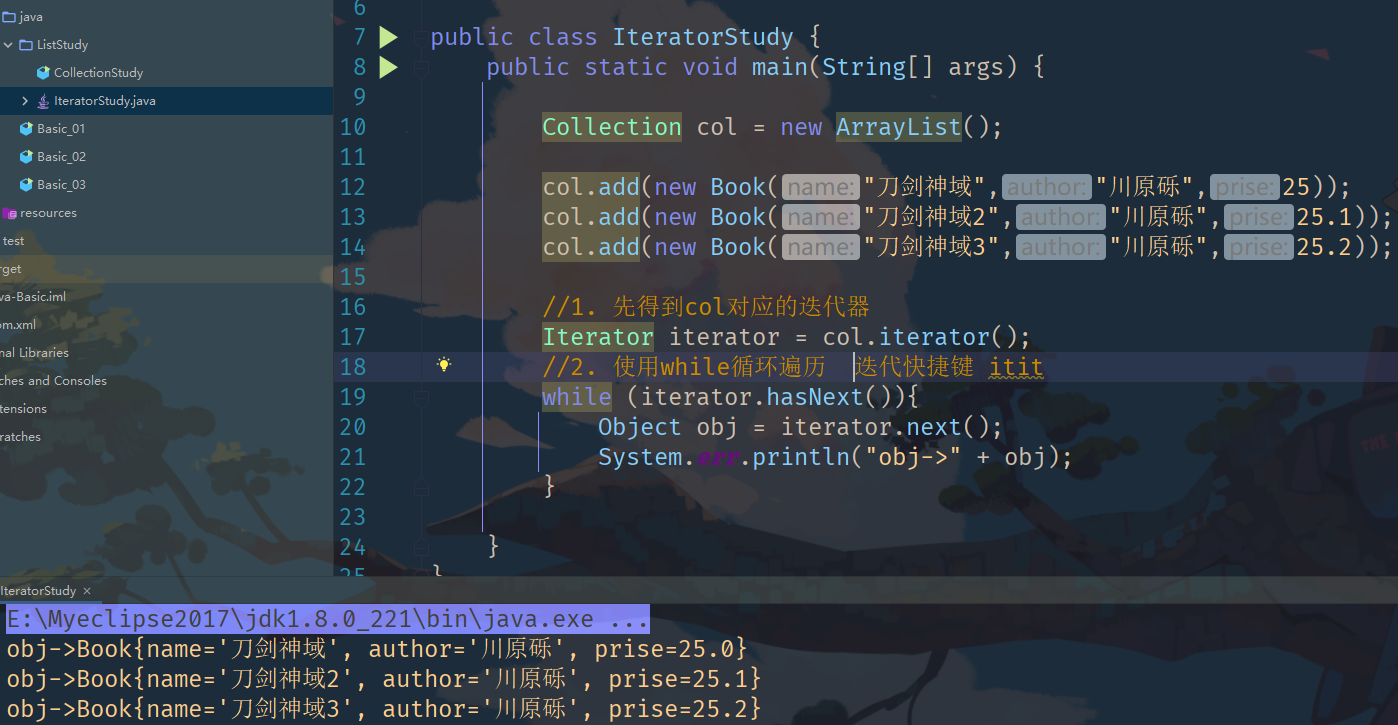 java
ListStudy
CollectionStudy
IteratorStudy.java
Basic_01
Basic_02
Basic_03
resources
test
rget
va-Basic.iml
om.xml
nal Libraries
ches and Consoles
tensions
ratches
6
7 public class IteratorStudy {
8 public static void main(String[] args) {
9
10 Collection col = new ArrayList();
11
12 col.add(new Book( name: "刀剑神域", author: "川原砾", prise: 25));
13 col.add(new Book( name: "刀剑神域2", author: "川原砾", prise: 25.1));
14 col.add(new Book( name: "刀剑神域3", author: "川原砾", prise: 25.2));
15
16 //1. 先得到col对应的迭代器
17 Iterator iterator = col.iterator();
18 //2. 使用while循环遍历 迭代快捷键 itit
19 while (iterator.hasNext()){
20 Object obj = iterator.next();
21 System.err.println("obj->" + obj);
22 }
23
24 }
25 }
IteratorStudy ×
E:\Myeclipse2017\jdk1.8.0_221\bin\java.exe ...
obj->Book{name='刀剑神域', author='川原砾', prise=25.0}
obj->Book{name='刀剑神域2', author='川原砾', prise=25.1}
obj->Book{name='刀剑神域3', author='川原砾', prise=25.2}